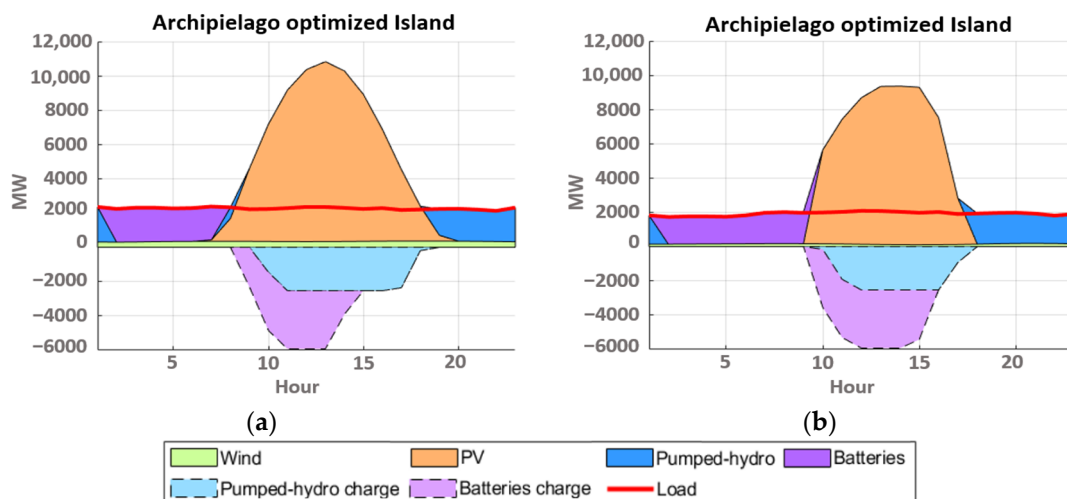 Archipielago optimized Island
12,000
10,000
8000
6000
4000
2000
0
−2000
−4000
−6000
MW
5
10
15
20
Hour
(a)
Archipielago optimized Island
12,000
10,000
8000
6000
4000
2000
0
−2000
−4000
−6000
MW
5
10
15
20
Hour
(b)
Wind PV Pumped-hydro Batteries
Pumped-hydro charge Batteries charge Load